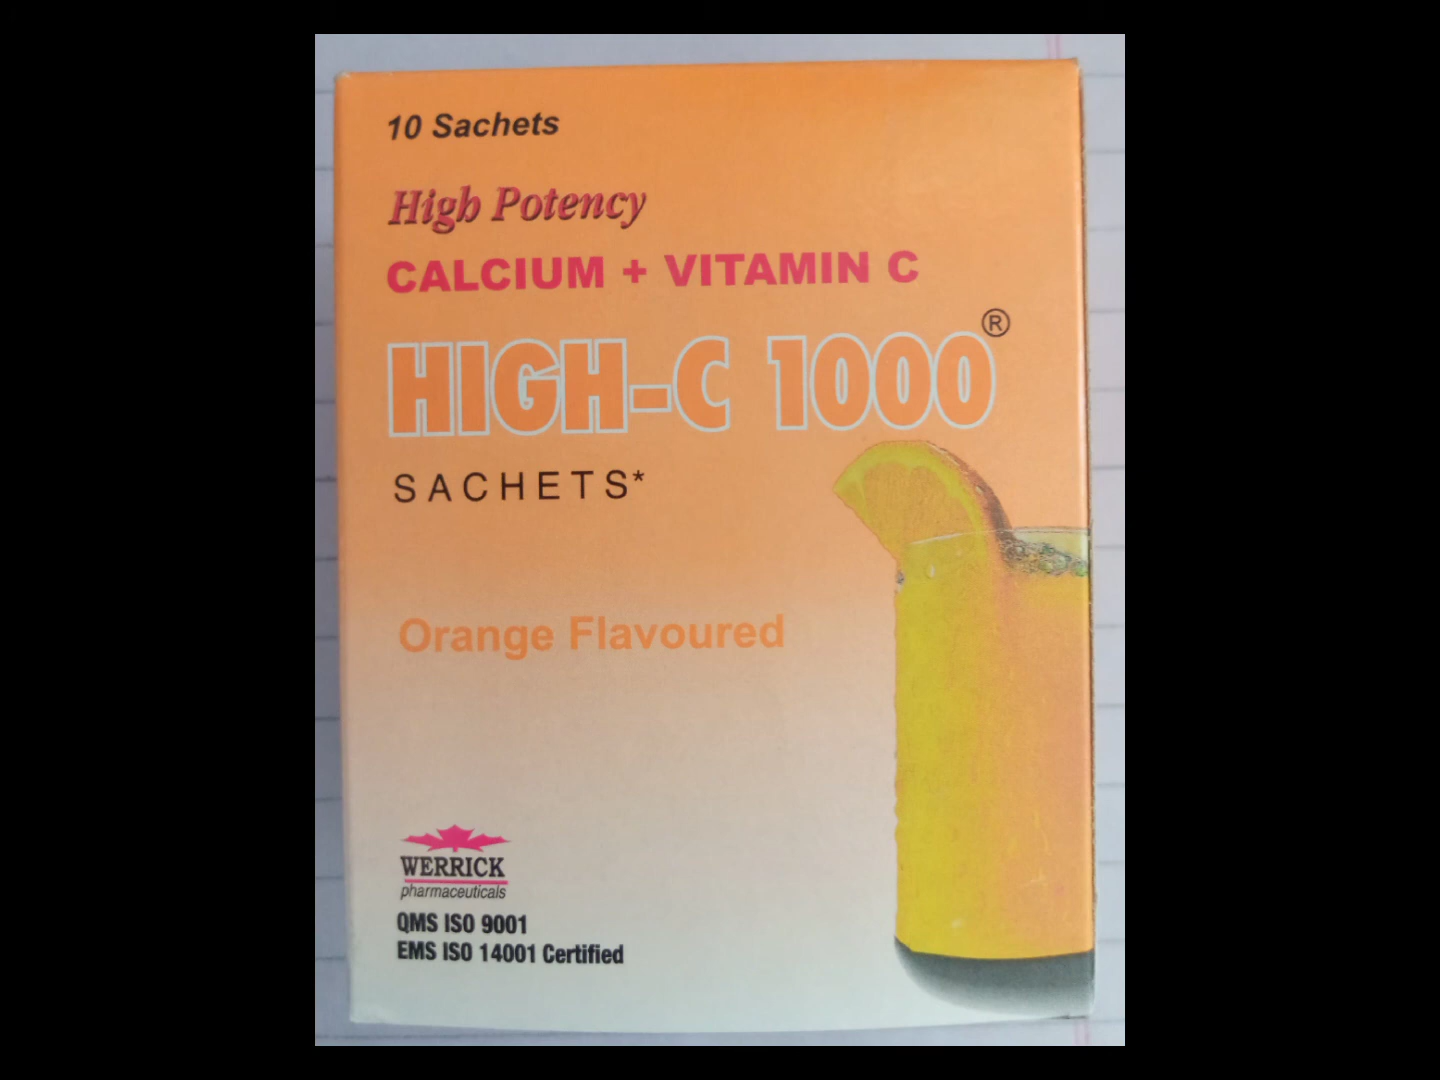 10 Sachets
High Potency
CALCIUM + VITAMIN C
HIGH-C 1000®
SACHETS*
Orange Flavoured
WERRICK
pharmaceuticals
QMS ISO 9001
EMS ISO 14001 Certified